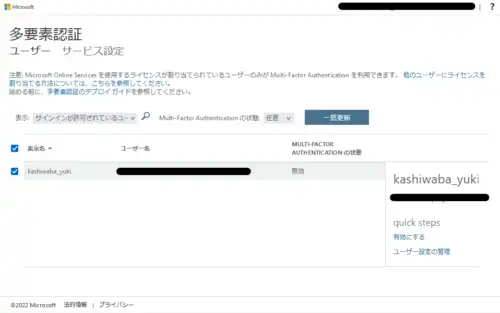 Microsoft
| ?
多要素認証
ユーザー サービス設定
注意: Microsoft Online Services を使用するライセンスが割り当てられているユーザーのみが Multi-Factor Authentication を利用できます。 他のユーザーにライセンスを
割り当てる方法については、こちらを参照してください。
始める前に、多要素認証のデプロイ ガイドを参照してください。
表示: サインインが許可されているユー Multi-Factor Authentication の状態: 任意 一括更新
表示名 ユーザー名 MULTI-FACTOR
AUTHENTICATION の状態
kashiwaba_yuki 無効
kashiwaba_yuki
quick steps
有効にする
ユーザー設定の管理
©2022 Microsoft 法的情報 | プライバシー